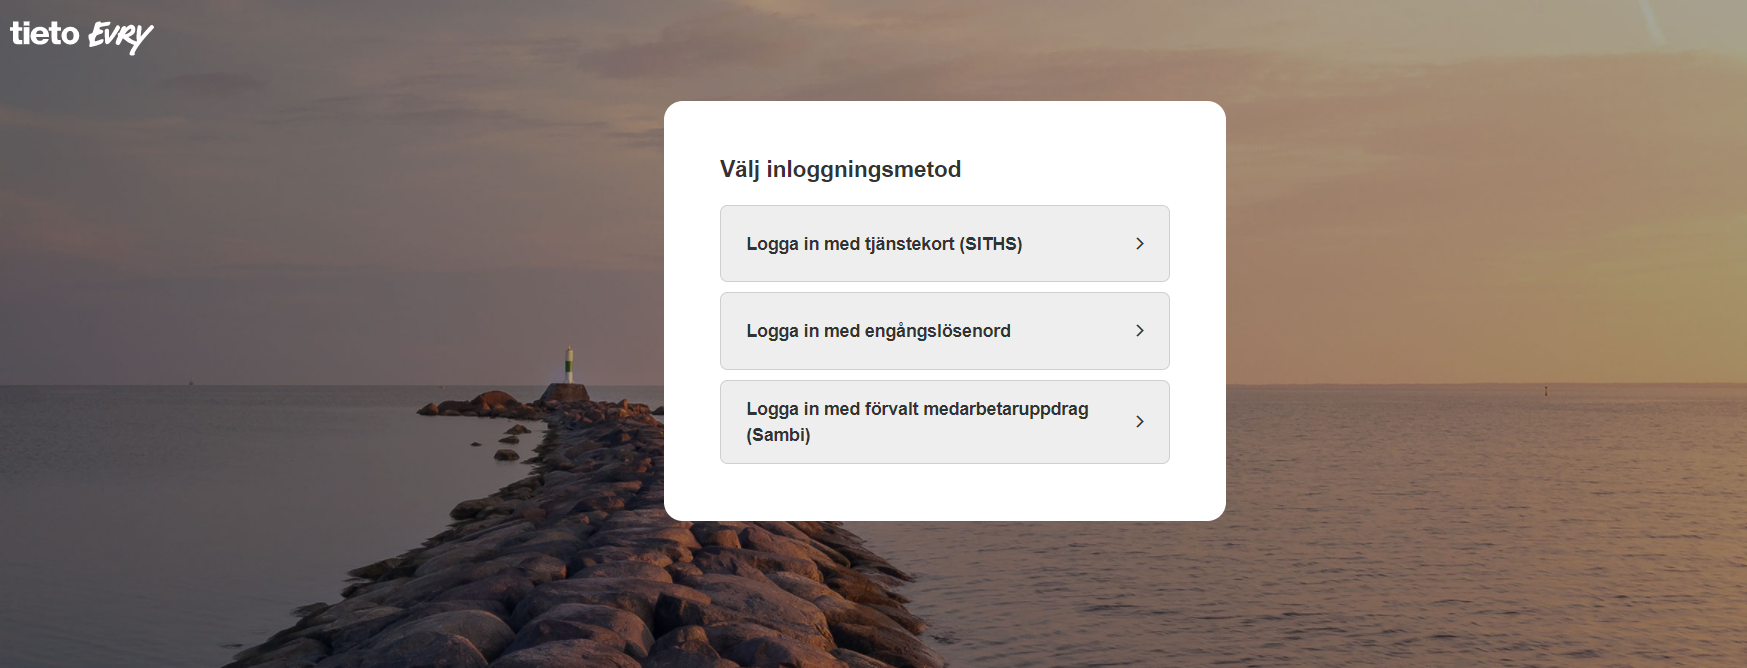 tieto Evry
Välj inloggningsmetod
Logga in med tjänstekort (SITHS)
Logga in med engångslösenord
Logga in med förvalt medarbetaruppdrag
(Sambi)